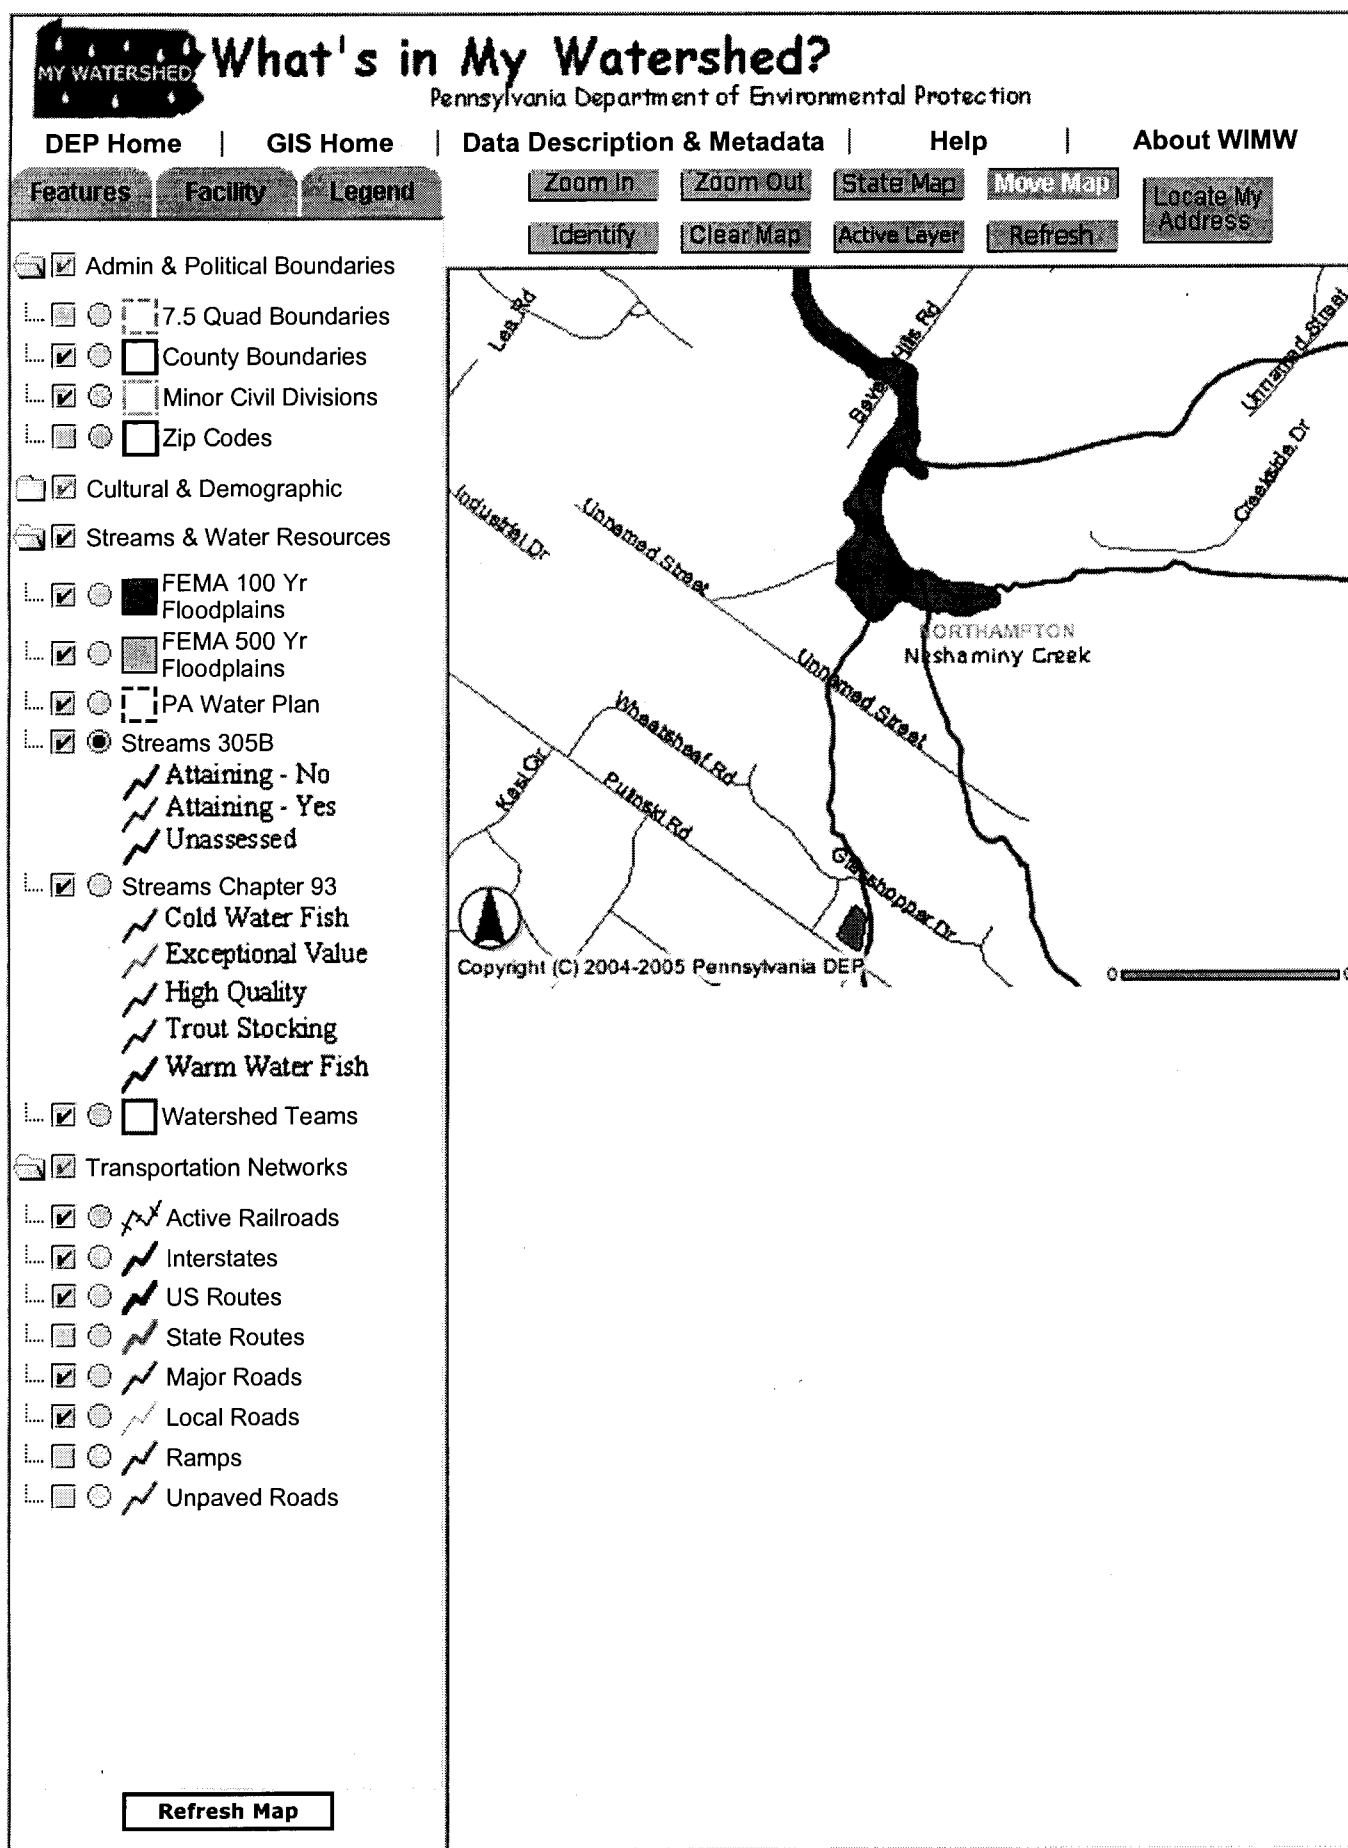 MY WATERSHED
What's in My Watershed?
Pennsylvania Department of Environmental Protection
DEP Home | GIS Home | Data Description & Metadata | Help | About WIMW
Features Facility Legend
Zoom In Zoom Out State Map Move Map
Locate My Address
Identify Clear Map Active Layer Refresh
Admin & Political Boundaries
7.5 Quad Boundaries
County Boundaries
Minor Civil Divisions
Zip Codes
Cultural & Demographic
Streams & Water Resources
FEMA 100 Yr
Floodplains
FEMA 500 Yr
Floodplains
PA Water Plan
Streams 305B
Attaining - No
Attaining - Yes
Unassessed
Streams Chapter 93
Cold Water Fish
Exceptional Value
High Quality
Trout Stocking
Warm Water Fish
Watershed Teams
Transportation Networks
Active Railroads
Interstates
US Routes
State Routes
Major Roads
Local Roads
Ramps
Unpaved Roads
Refresh Map
Lea Rd
Hills Rd
Unnamed Street
Creekside Dr
Industrial Dr
Unnamed Street
NORTHAMPTON
Neshaminy Creek
Unnamed Street
Wheatsheaf Rd
Pulinski Rd
Grasshopper Dr
Copyright (C) 2004-2005 Pennsylvania DEP
0